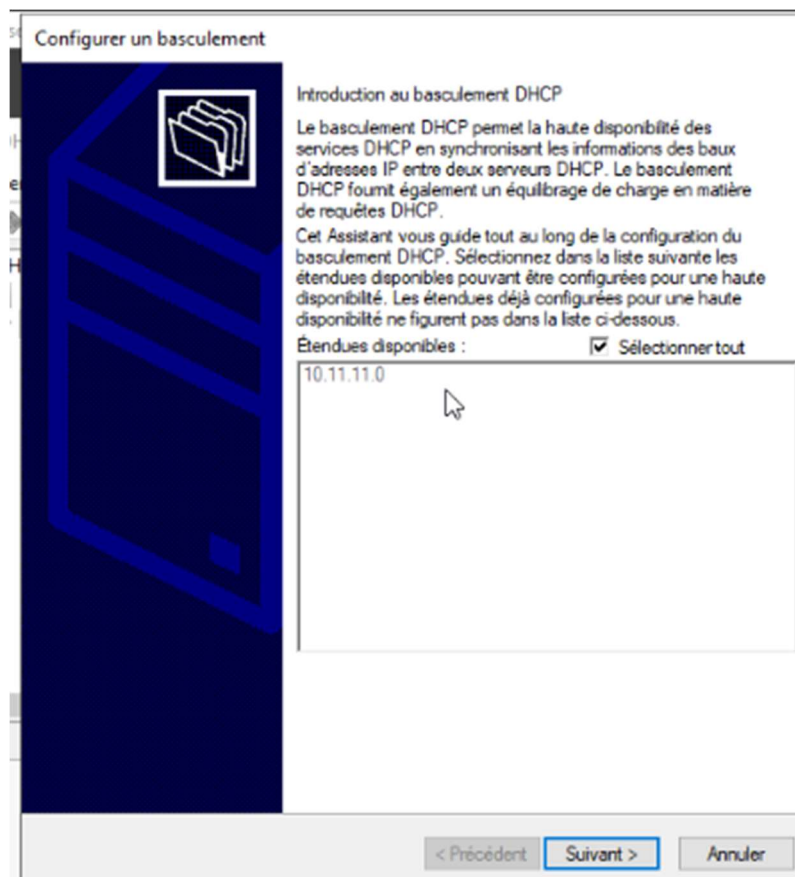 Configurer un basculement
Introduction au basculement DHCP
Le basculement DHCP permet la haute disponibilité des
services DHCP en synchronisant les informations des baux
d'adresses IP entre deux serveurs DHCP. Le basculement
DHCP fournit également un équilibrage de charge en matière
de requêtes DHCP.
Cet Assistant vous guide tout au long de la configuration du
basculement DHCP. Sélectionnez dans la liste suivante les
étendues disponibles pouvant être configurées pour une haute
disponibilité. Les étendues déjà configurées pour une haute
disponibilité ne figurent pas dans la liste ci-dessous.
Étendues disponibles : Sélectionner tout
10.11.11.0
< Précédent Suivant > Annuler